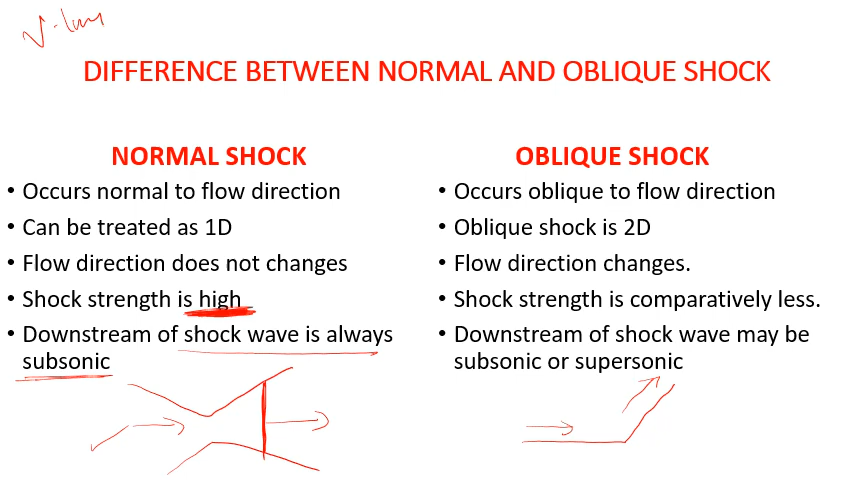 DIFFERENCE BETWEEN NORMAL AND OBLIQUE SHOCK
NORMAL SHOCK
• Occurs normal to flow direction
• Can be treated as 1D
• Flow direction does not changes
• Shock strength is high
• Downstream of shock wave is always
subsonic
OBLIQUE SHOCK
• Occurs oblique to flow direction
• Oblique shock is 2D
• Flow direction changes.
• Shock strength is comparatively less.
• Downstream of shock wave may be
subsonic or supersonic